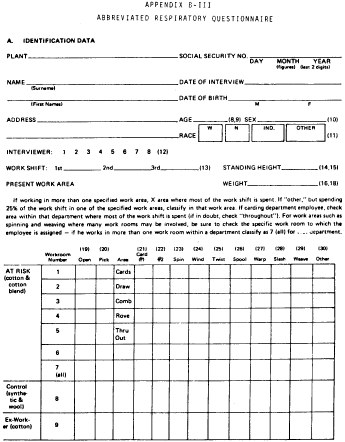 APPENDIX B-III
ABBREVIATED RESPIRATORY QUESTIONNAIRE
A. IDENTIFICATION DATA
PLANT SOCIAL SECURITY NO.
DAY MONTH YEAR
(figures) (last 2 digits)
NAME DATE OF INTERVIEW
(Surname)
DATE OF BIRTH
(First Names) M F
ADDRESS AGE (8,9) SEX (10)
W N IND. OTHER
RACE (11)
INTERVIEWER: 1 2 3 4 5 6 7 8 (12)
WORK SHIFT: 1st 2nd 3rd (13) STANDING HEIGHT (14,15)
PRESENT WORK AREA WEIGHT (16,18)
If working in more than one specified work area, X area where most of the work shift is spent. If "other," but spending
25% of the work shift in one of the specified work areas, classify in that work area. If carding department employee, check
area within that department where most of the work shift is spent (if in doubt, check "throughout"). For work areas such as
spinning and weaving where many work rooms may be involved, be sure to check the specific work room to which the
employee is assigned – if he works in more than one work room within a department classify as 7 (all) for . . . department.
(19) (20) (21) (22) (23) (24) (25) (26) (27) (28) (29) (30)
Workroom Number Open Pick Area Card Spin Wind Twist Spool Warp Slash Weave Other
AT RISK (cotton & cotton blend) 1 Cards
2 Draw
3 Comb
4 Rove
5 Thru Out
6
7 (all)
Control (synthetic & wool) 8
Ex-Worker (cotton) 9